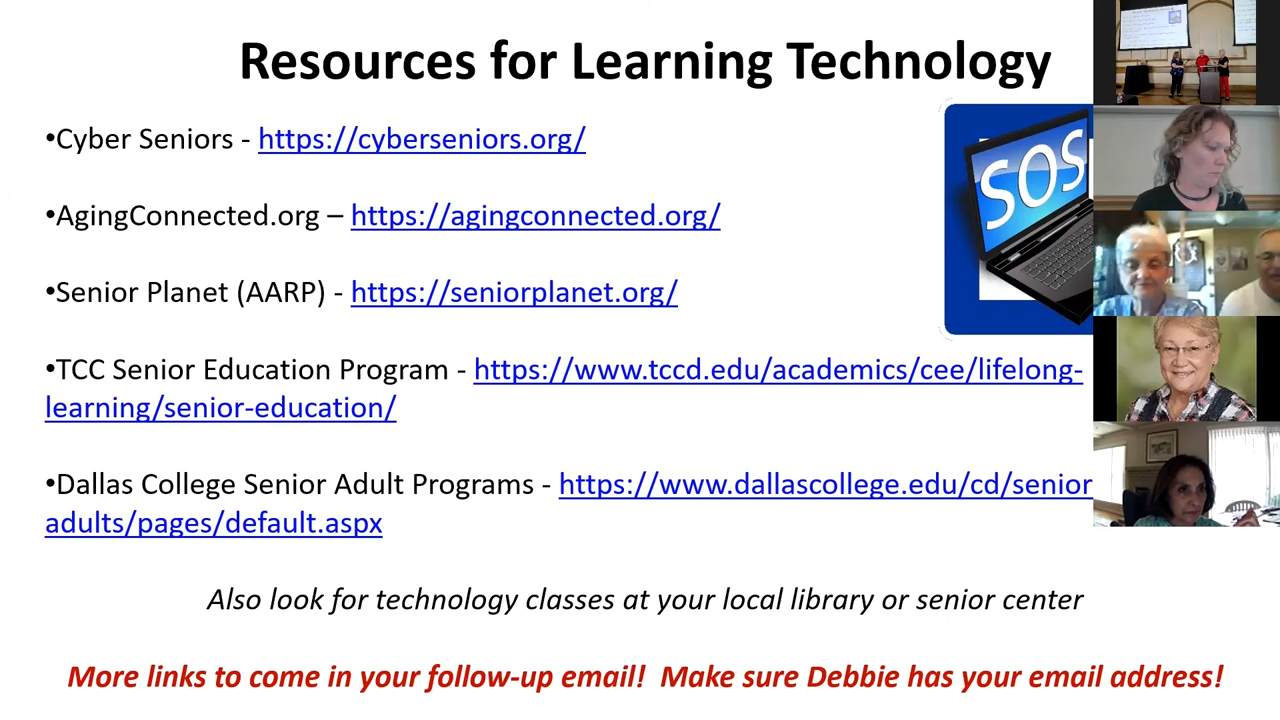 Resources for Learning Technology
•Cyber Seniors - https://cyberseniors.org/
SOS
•AgingConnected.org – https://agingconnected.org/
•Senior Planet (AARP) - https://seniorplanet.org/
•TCC Senior Education Program - https://www.tccd.edu/academics/cee/lifelong-
learning/senior-education/
•Dallas College Senior Adult Programs - https://www.dallascollege.edu/cd/senior
adults/pages/default.aspx
Also look for technology classes at your local library or senior center
More links to come in your follow-up email!  Make sure Debbie has your email address!